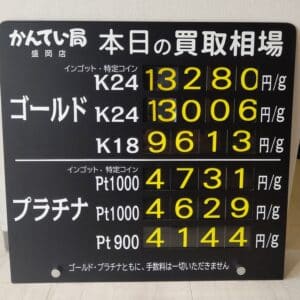 かんてい局
盛岡店
本日の買取相場
インゴット・特定コイン
K24 13280円/g
ゴールド K24 13006円/g
K18 9613円/g
インゴット・特定コイン
Pt1000 4731円/g
プラチナ Pt1000 4629円/g
Pt900 4144円/g
ゴールド・プラチナともに、手数料は一切いただきません